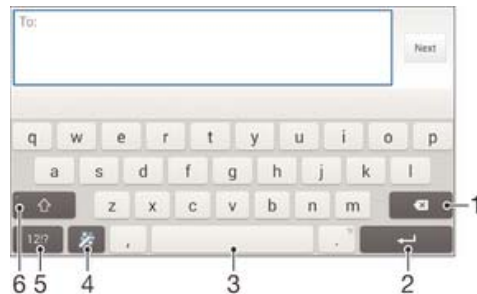 To:
Next
q w e r t y u i o p
a s d f g h j k l
z x c v b n m 1
12!? , .
6 5 4 3 2